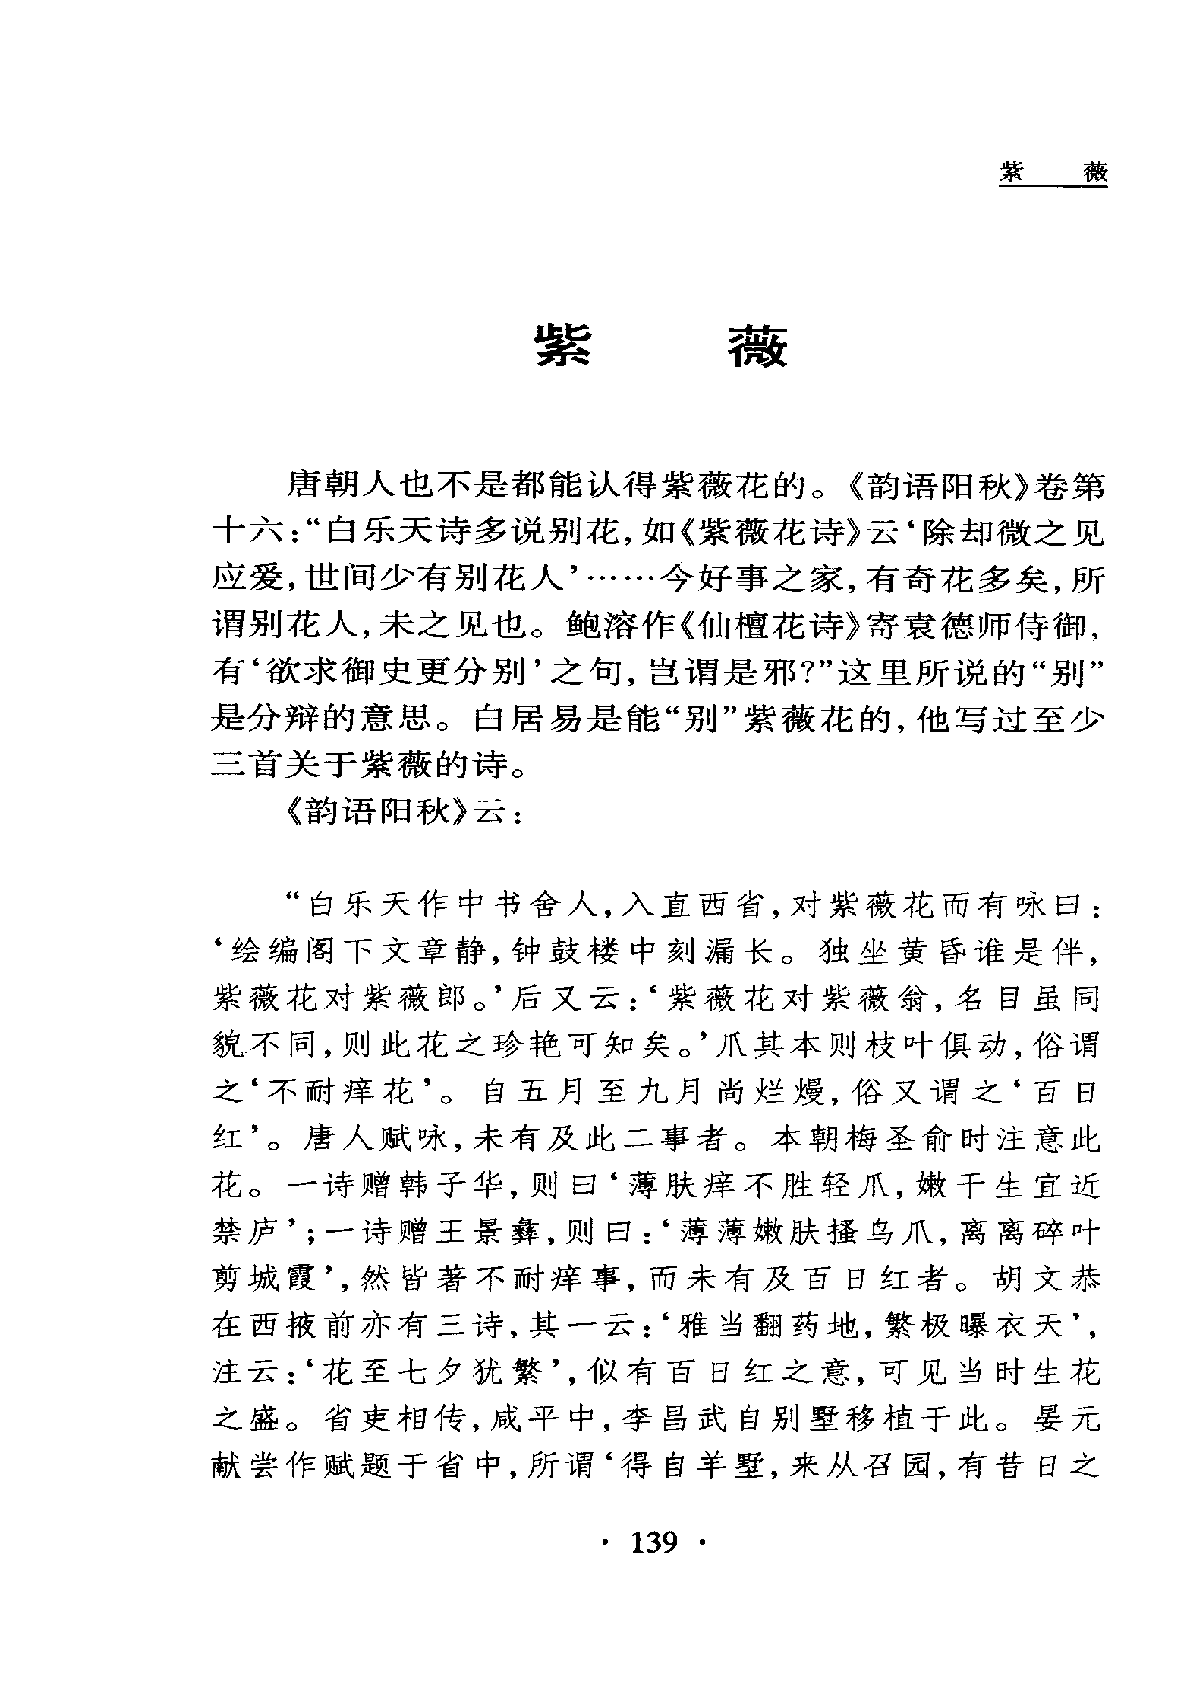 紫　薇
紫　薇
唐朝人也不是都能认得紫薇花的。《韵语阳秋》卷第
十六：“白乐天诗多说别花，如《紫薇花诗》云‘除却微之见
应爱，世间少有别花人’……今好事之家，有奇花多矣，所
谓别花人，未之见也。鲍溶作《仙檀花诗》寄袁德师侍御，
有‘欲求御史更分别’之句，岂谓是邪？”这里所说的“别”
是分辩的意思。白居易是能“别”紫薇花的，他写过至少
三首关于紫薇的诗。
《韵语阳秋》云：
“白乐天作中书舍人，入直西省，对紫薇花而有咏曰：
‘绘编阁下文章静，钟鼓楼中刻漏长。独坐黄昏谁是伴，
紫薇花对紫薇郎。’后又云：‘紫薇花对紫薇翁，名目虽同
貌不同，则此花之珍艳可知矣。’爪其本则枝叶俱动，俗谓
之‘不耐痒花’。自五月至九月尚烂熳，俗又谓之‘百日
红’。唐人赋咏，未有及此二事者。本朝梅圣俞时注意此
花。一诗赠韩子华，则曰‘薄肤痒不胜轻爪，嫩干生宜近
禁庐’；一诗赠王景彝，则曰：‘薄薄嫩肤搔鸟爪，离离碎叶
剪城霞’，然皆著不耐痒事，而未有及百日红者。胡文恭
在西掖前亦有三诗，其一云：‘雅当翻药地，繁极曝衣天’，
注云：‘花至七夕犹繁’，似有百日红之意，可见当时生花
之盛。省吏相传，咸平中，李昌武自别墅移植于此。晏元
献尝作赋题于省中，所谓‘得自羊墅，来从召园，有昔日之
· 139 ·